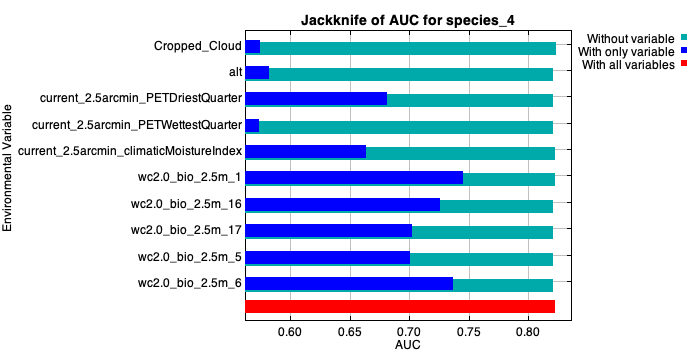 Jackknife of AUC for species_4
Without variable
With only variable
With all variables
Environmental Variable
Cropped_Cloud
alt
current_2.5arcmin_PETDriestQuarter
current_2.5arcmin_PETWettestQuarter
current_2.5arcmin_climaticMoistureIndex
wc2.0_bio_2.5m_1
wc2.0_bio_2.5m_16
wc2.0_bio_2.5m_17
wc2.0_bio_2.5m_5
wc2.0_bio_2.5m_6
0.60 0.65 0.70 0.75 0.80
AUC